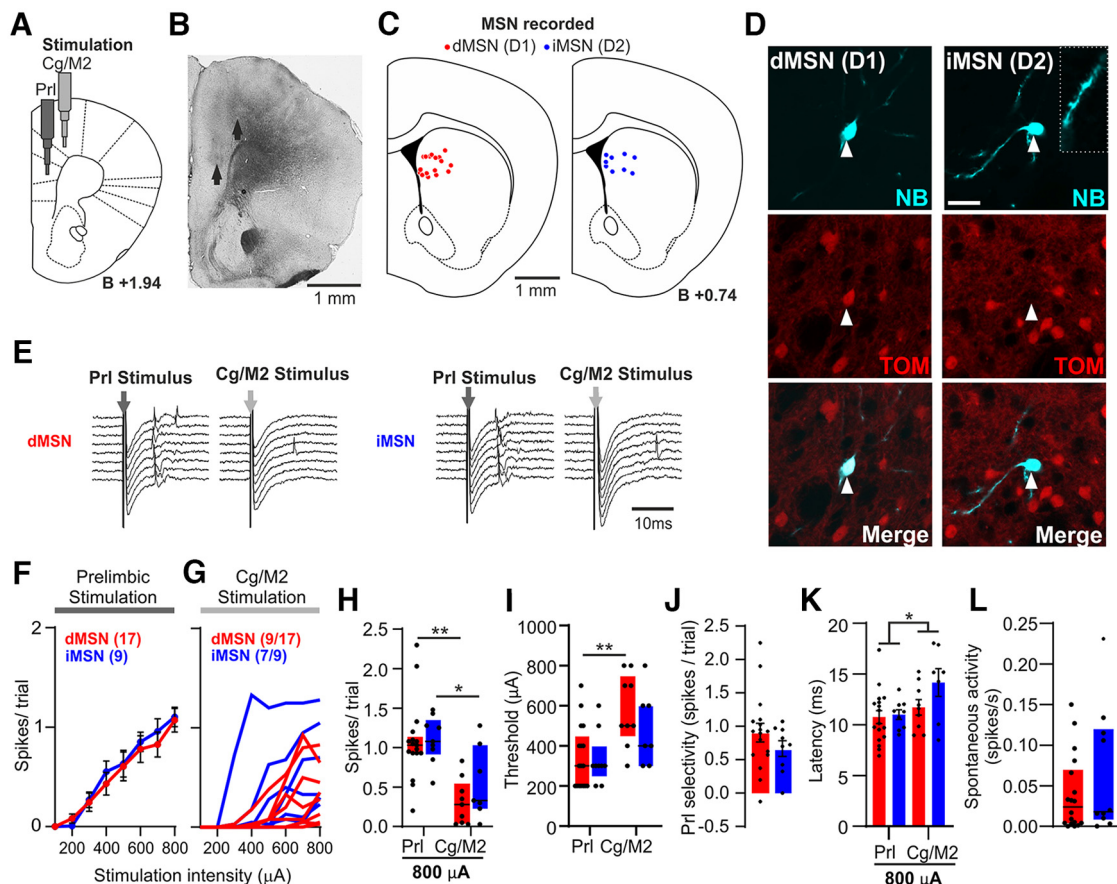 A
Stimulation
Cg/M2
Prl
B +1.94
B
1 mm
C
MSN recorded
dMSN (D1) iMSN (D2)
1 mm
B +0.74
D
dMSN (D1) iMSN (D2)
NB NB
TOM TOM
Merge Merge
E
Prl Stimulus Cg/M2 Stimulus Prl Stimulus Cg/M2 Stimulus
dMSN iMSN
10ms
F
Prelimbic
Stimulation
dMSN (17)
iMSN (9)
Spikes/ trial
2
1
0
200 400 600 800
G
Cg/M2
Stimulation
dMSN (9/17)
iMSN (7/9)
200 400 600 800
Stimulation intensity (µA)
H
Spikes/trial
2.5
2.0
1.5
1.0
0.5
0.0
**
*
Prl Cg/M2
800 µA
I
Threshold (µA)
1000
800
600
400
200
0
**
Prl Cg/M2
J
Prl selectivity (spikes / trial)
2.5
2.0
1.5
1.0
0.5
0.0
-0.5
K
Latency (ms)
20
15
10
5
0
*
Prl Cg/M2
800 µA
L
Spontaneous activity
(spikes/s)
0.25
0.20
0.15
0.10
0.05
0.00